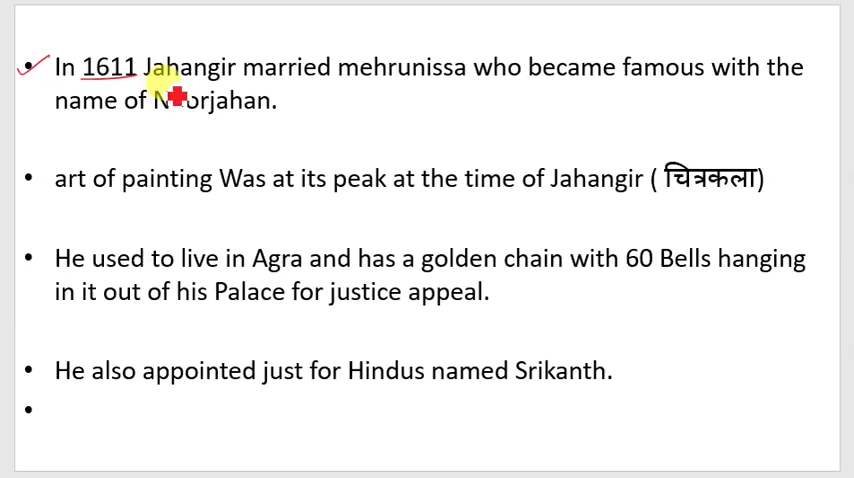 • In 1611 Jahangir married mehrunissa who became famous with the
name of Noorjahan.
• art of painting Was at its peak at the time of Jahangir ( चित्रकला)
• He used to live in Agra and has a golden chain with 60 Bells hanging
in it out of his Palace for justice appeal.
• He also appointed just for Hindus named Srikanth.
•